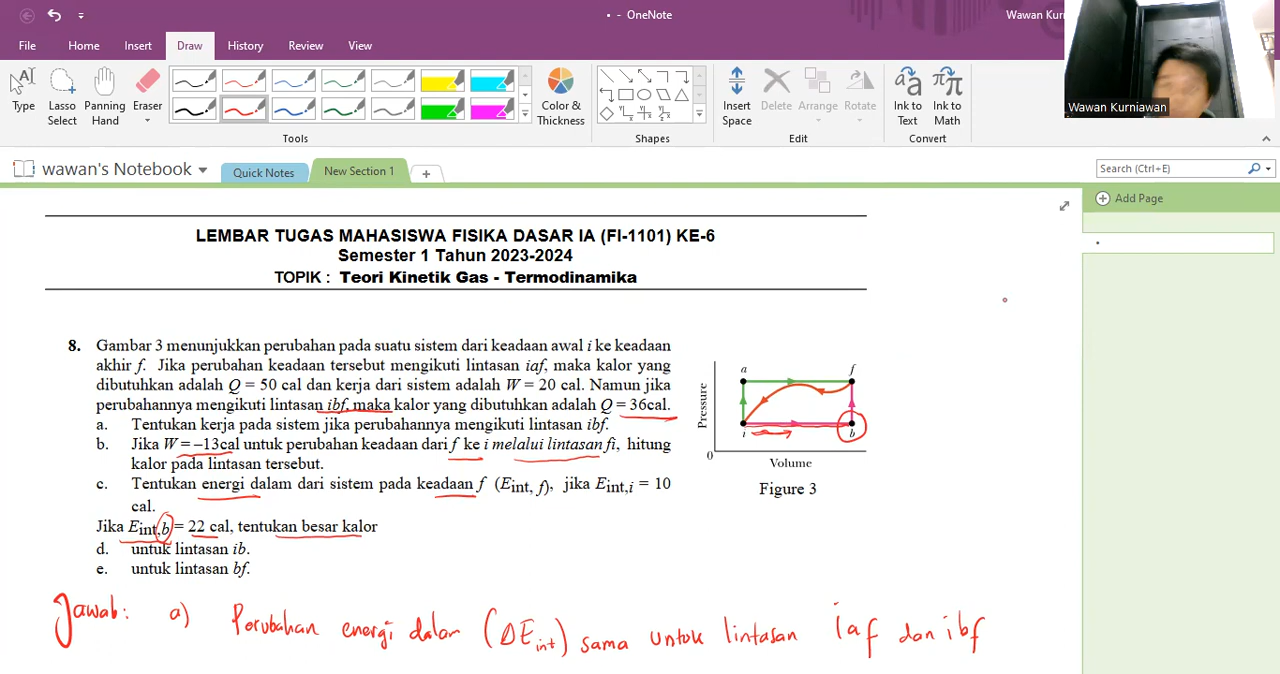 • - OneNote
Wawan Kur
File Home Insert Draw History Review View
Type
Lasso Select
Panning Hand
Eraser
Color & Thickness
Insert Space
Delete
Arrange
Rotate
Ink to Text
Ink to Math
Tools
Shapes
Edit
Convert
Wawan Kurniawan
wawan's Notebook
Quick Notes
New Section 1
Search (Ctrl+E)
Add Page
LEMBAR TUGAS MAHASISWA FISIKA DASAR IA (FI-1101) KE-6
Semester 1 Tahun 2023-2024
TOPIK : Teori Kinetik Gas - Termodinamika
8. Gambar 3 menunjukkan perubahan pada suatu sistem dari keadaan awal i ke keadaan
akhir f. Jika perubahan keadaan tersebut mengikuti lintasan iaf, maka kalor yang
dibutuhkan adalah Q = 50 cal dan kerja dari sistem adalah W = 20 cal. Namun jika
perubahannya mengikuti lintasan ibf, maka kalor yang dibutuhkan adalah Q = 36cal.
a. Tentukan kerja pada sistem jika perubahannya mengikuti lintasan ibf.
b. Jika W = −13cal untuk perubahan keadaan dari f ke i melalui lintasan fi, hitung
kalor pada lintasan tersebut.
c. Tentukan energi dalam dari sistem pada keadaan f (Eint, f), jika Eint,i = 10
cal.
Jika Eint,b = 22 cal, tentukan besar kalor
d. untuk lintasan ib.
e. untuk lintasan bf.
Pressure
a
f
i
b
0
Volume
Figure 3
Jawab: a) Perubahan energi dalam (ΔEint) sama untuk lintasan iaf dan ibf